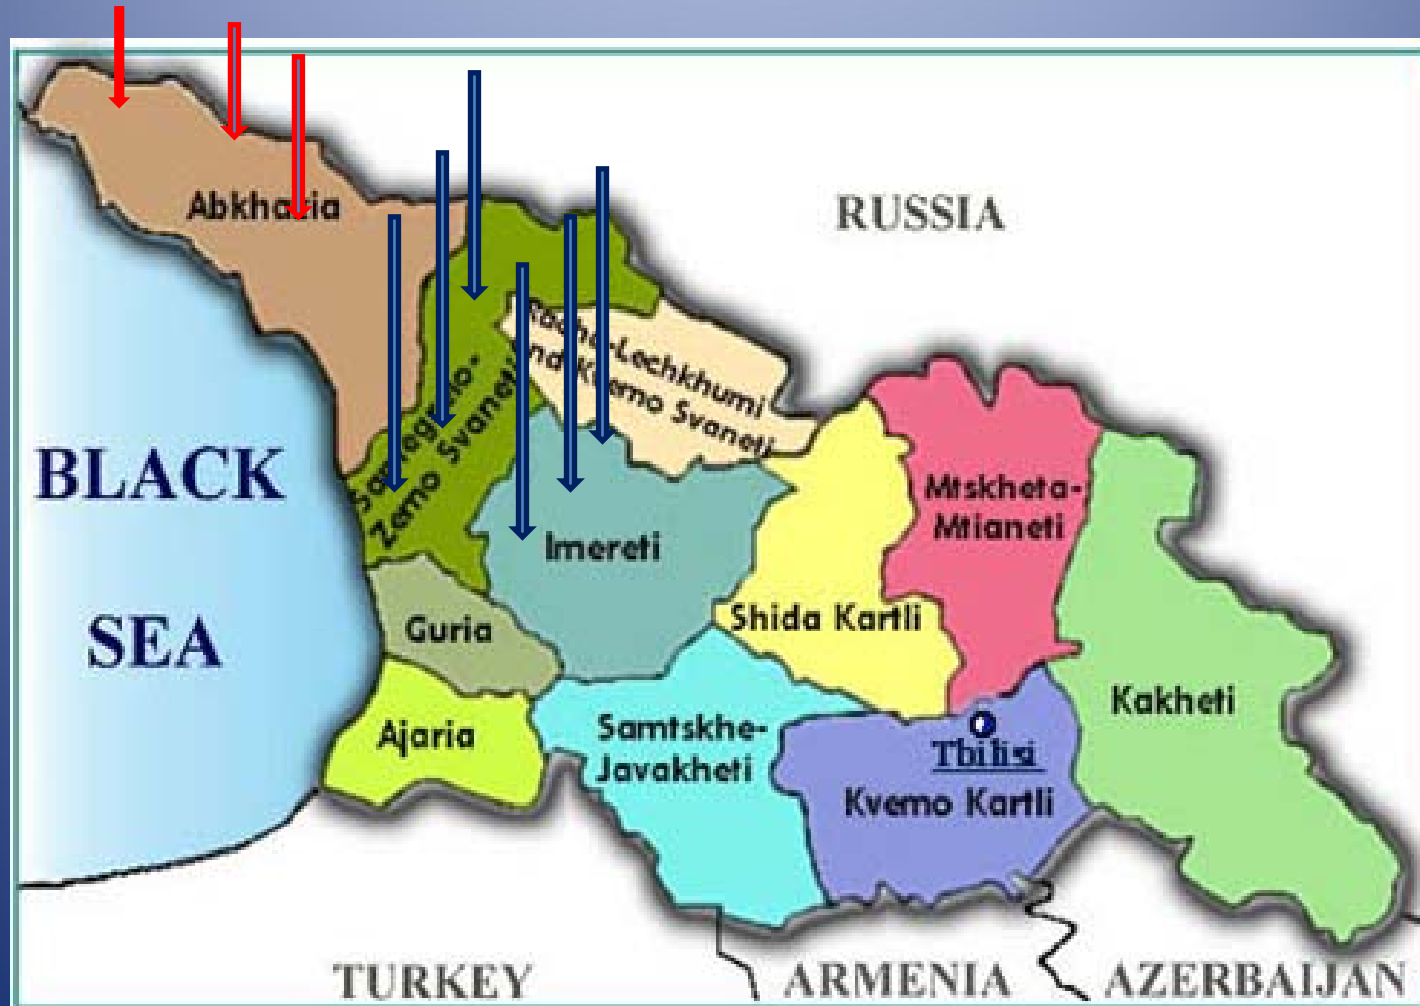 Abkhazia
RUSSIA
Racha-Lechkhumi
and Kvemo Svaneti
Samegrelo-
Zemo Svaneti
BLACK
SEA
Imereti
Mtskheta-
Mtianeti
Guria
Shida Kartli
Kakheti
Ajaria
Samtskhe-
Javakheti
Tbilisi
Kvemo Kartli
TURKEY
ARMENIA
AZERBAIJAN